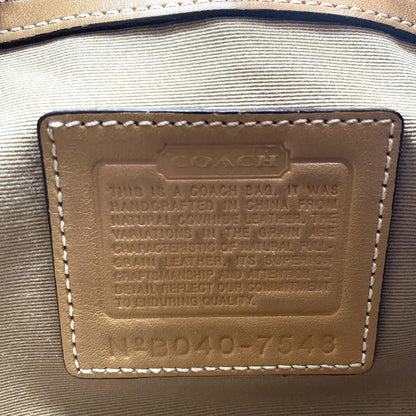 COACH
THIS IS A COACH BAG. IT WAS
HANDCRAFTED IN CHINA FROM
NATURAL COWHIDE LEATHER. THE
VARIATIONS IN THE GRAIN ARE
CHARACTERISTIC OF NATURAL FULL-
GRAIN LEATHER. ITS SUPERB
CRAFTSMANSHIP AND ATTENTION TO
DETAIL REFLECT OUR COMMITMENT
TO ENDURING QUALITY.
Nº B040-7548